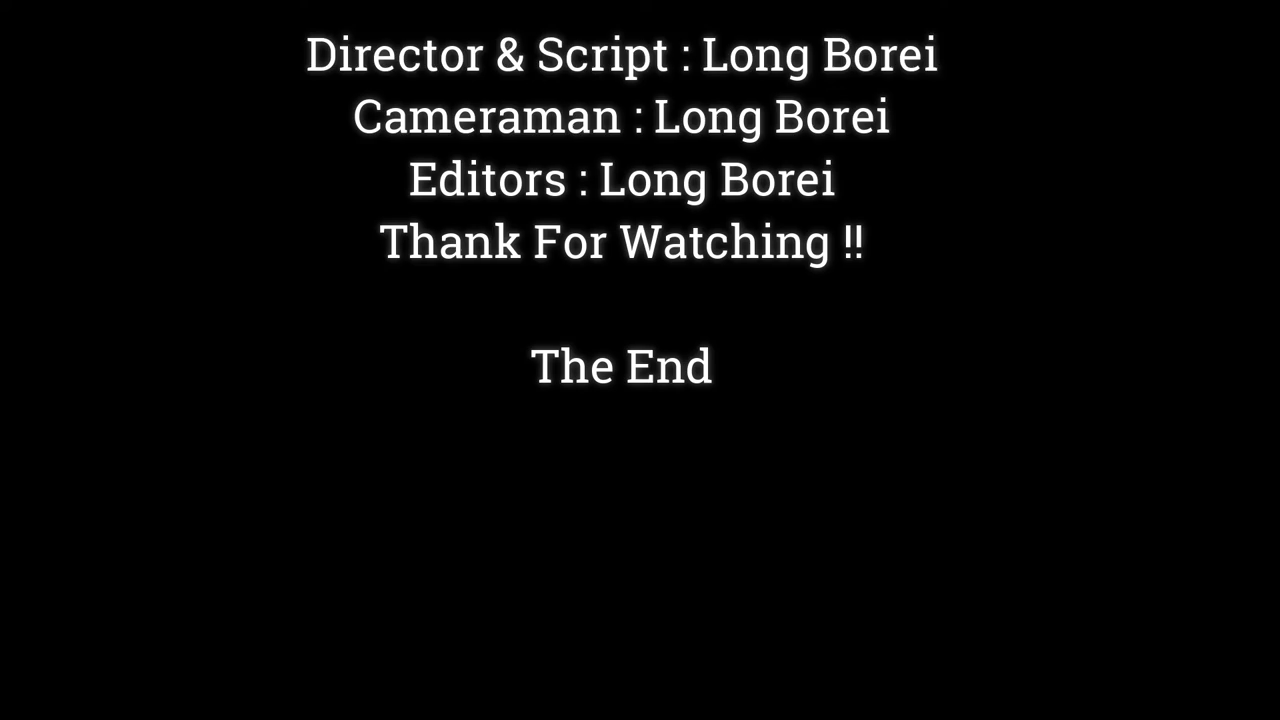 Director & Script : Long Borei
Cameraman : Long Borei
Editors : Long Borei
Thank For Watching !!
The End